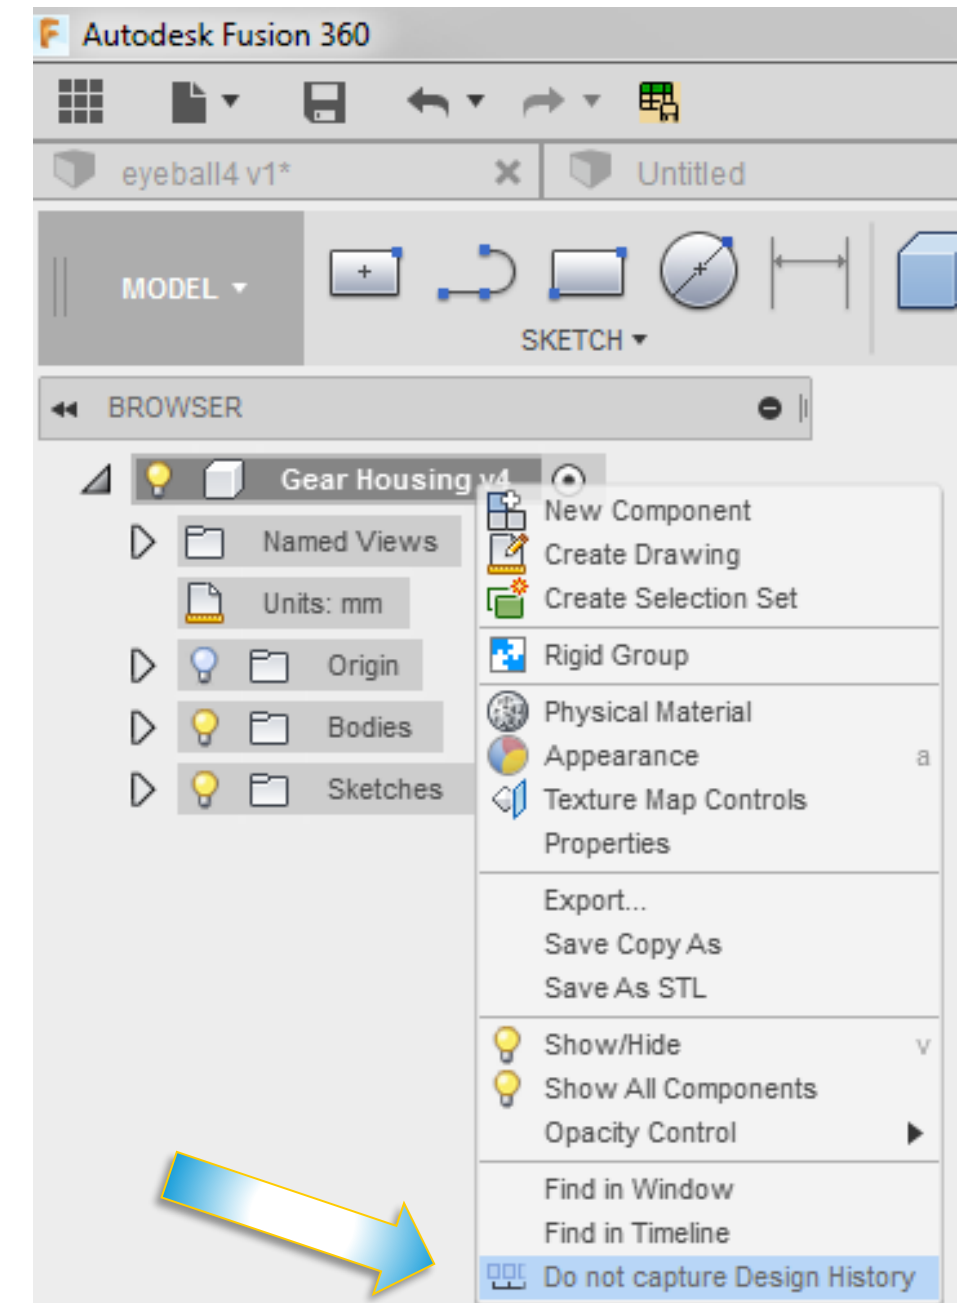 Autodesk Fusion 360
eyeball4 v1*
Untitled
MODEL
SKETCH
BROWSER
Gear Housing v4
Named Views
Units: mm
Origin
Bodies
Sketches
New Component
Create Drawing
Create Selection Set
Rigid Group
Physical Material
Appearance a
Texture Map Controls
Properties
Export...
Save Copy As
Save As STL
Show/Hide v
Show All Components
Opacity Control
Find in Window
Find in Timeline
Do not capture Design History